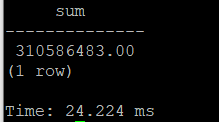 sum
--------------
310586483.00
(1 row)
Time: 24.224 ms